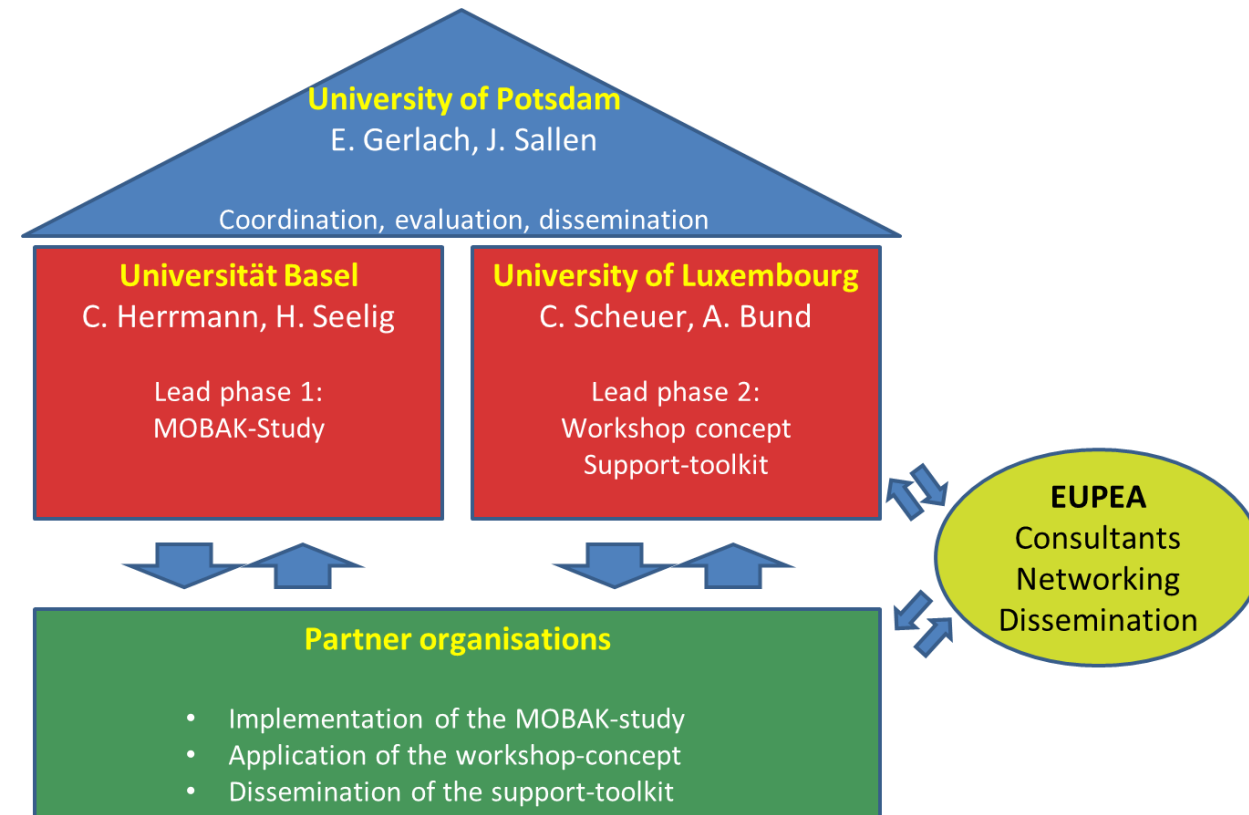 University of Potsdam
E. Gerlach, J. Sallen
Coordination, evaluation, dissemination
Universität Basel
C. Herrmann, H. Seelig
Lead phase 1:
MOBAK-Study
University of Luxembourg
C. Scheuer, A. Bund
Lead phase 2:
Workshop concept
Support-toolkit
EUPEA
Consultants
Networking
Dissemination
Partner organisations
• Implementation of the MOBAK-study
• Application of the workshop-concept
• Dissemination of the support-toolkit